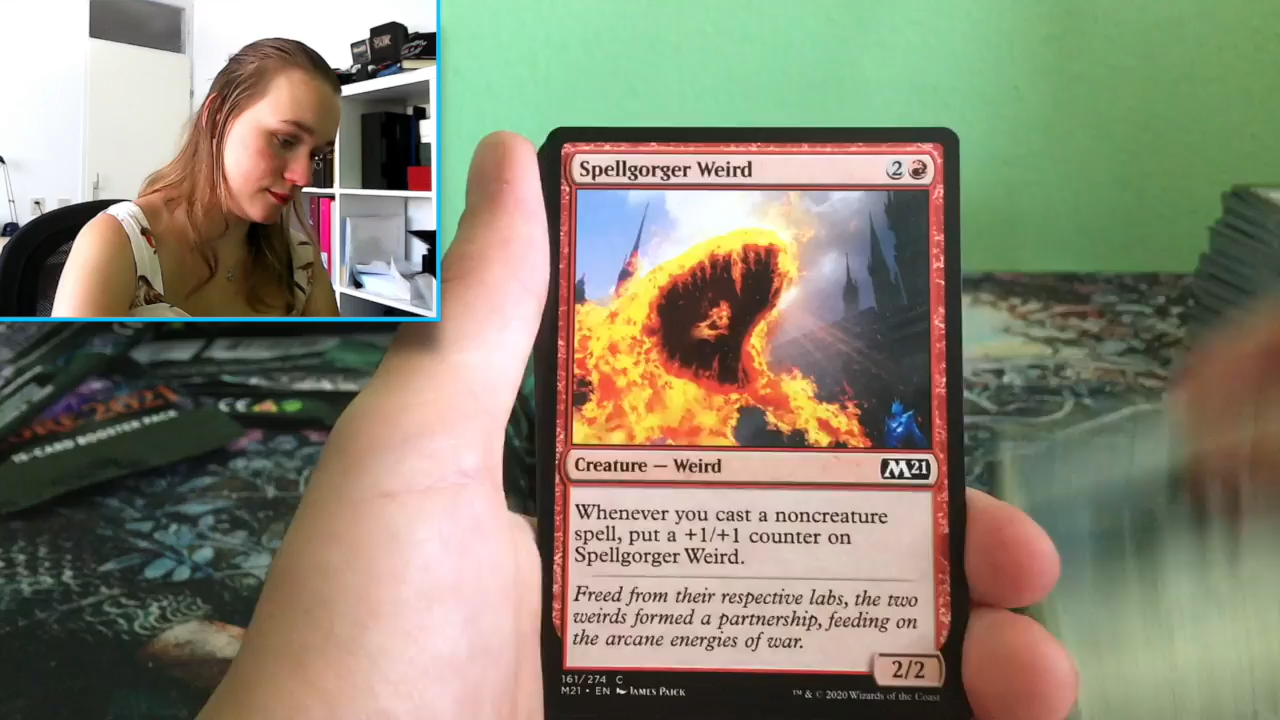 Spellgorger Weird 2
Creature — Weird M21
Whenever you cast a noncreature
spell, put a +1/+1 counter on
Spellgorger Weird.
Freed from their respective labs, the two
weirds formed a partnership, feeding on
the arcane energies of war.
2/2
161/274 C
M21 • EN James Paick
™ & © 2020 Wizards of the Coast
2021
15-CARD BOOSTER PACK